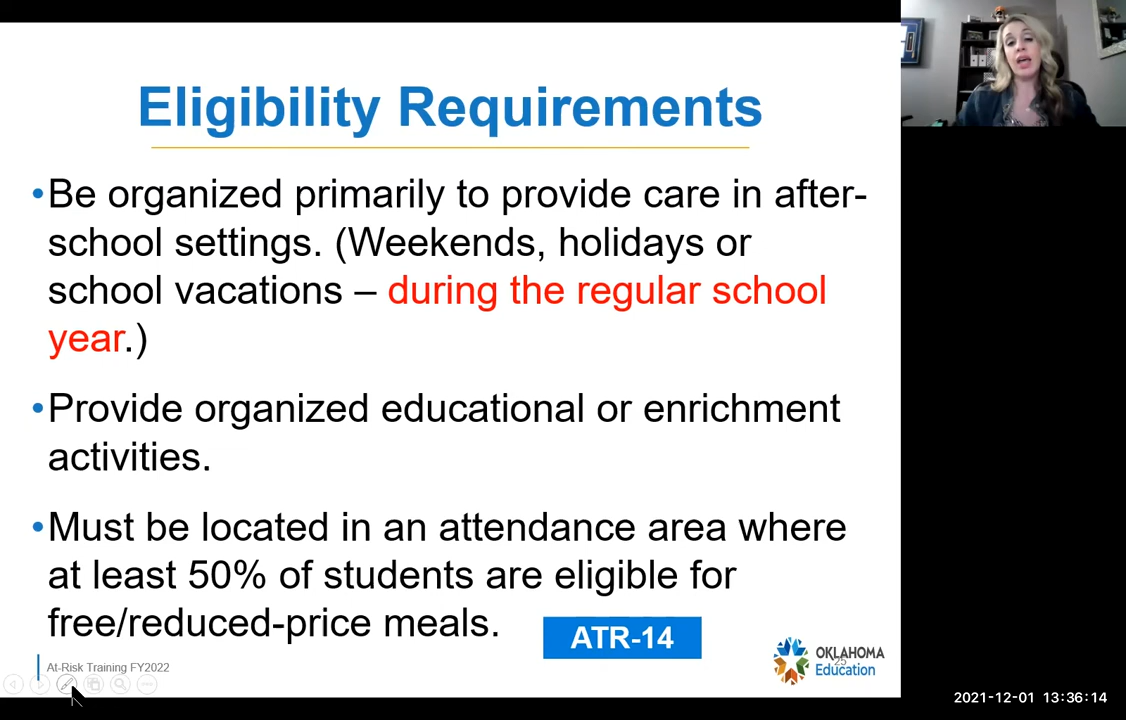 Eligibility Requirements
•Be organized primarily to provide care in after-
school settings. (Weekends, holidays or
school vacations – during the regular school
year.)
•Provide organized educational or enrichment
activities.
•Must be located in an attendance area where
at least 50% of students are eligible for
free/reduced-price meals.
ATR-14
At-Risk Training FY2022
OKLAHOMA
25
Education
2021-12-01 13:36:14